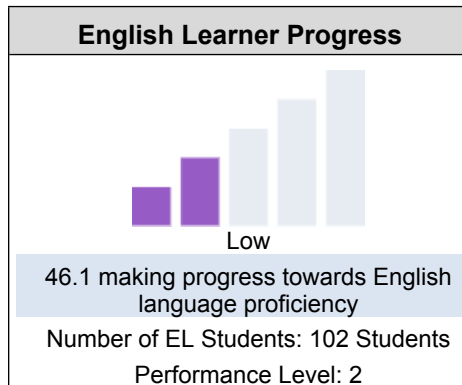 English Learner Progress
Low
46.1 making progress towards English
language proficiency
Number of EL Students: 102 Students
Performance Level: 2